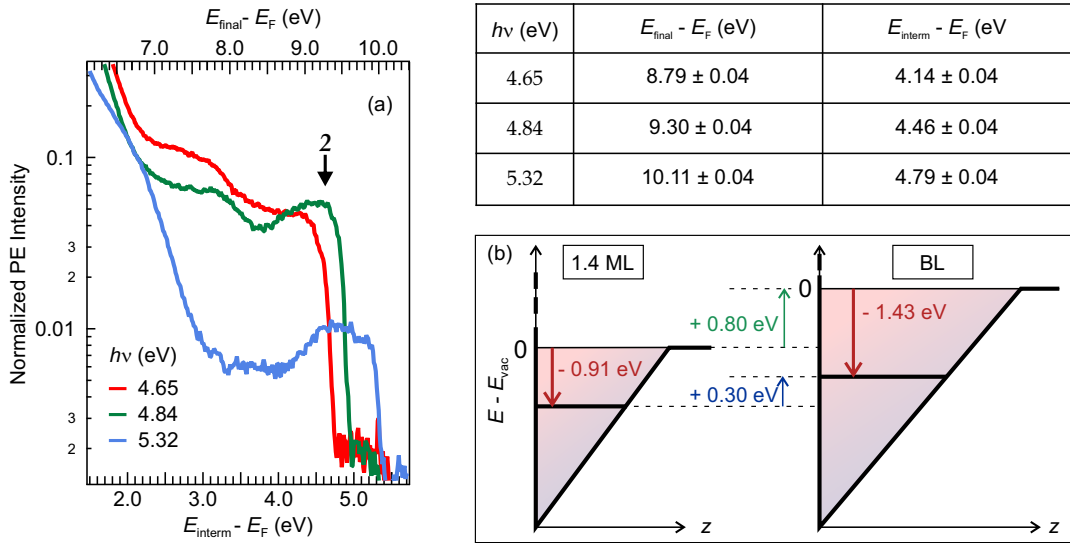 E_final - E_F (eV)
7.0 8.0 9.0 10.0
(a)
2
0.1
3
2
0.01
3
2
Normalized PE Intensity
hν (eV)
4.65
4.84
5.32
2.0 3.0 4.0 5.0
E_interm - E_F (eV)
hν (eV) E_final - E_F (eV) E_interm - E_F (eV
4.65 8.79 ± 0.04 4.14 ± 0.04
4.84 9.30 ± 0.04 4.46 ± 0.04
5.32 10.11 ± 0.04 4.79 ± 0.04
(b) 1.4 ML BL
0
+ 0.80 eV
- 1.43 eV
0
- 0.91 eV
+ 0.30 eV
E - E_vac
z z